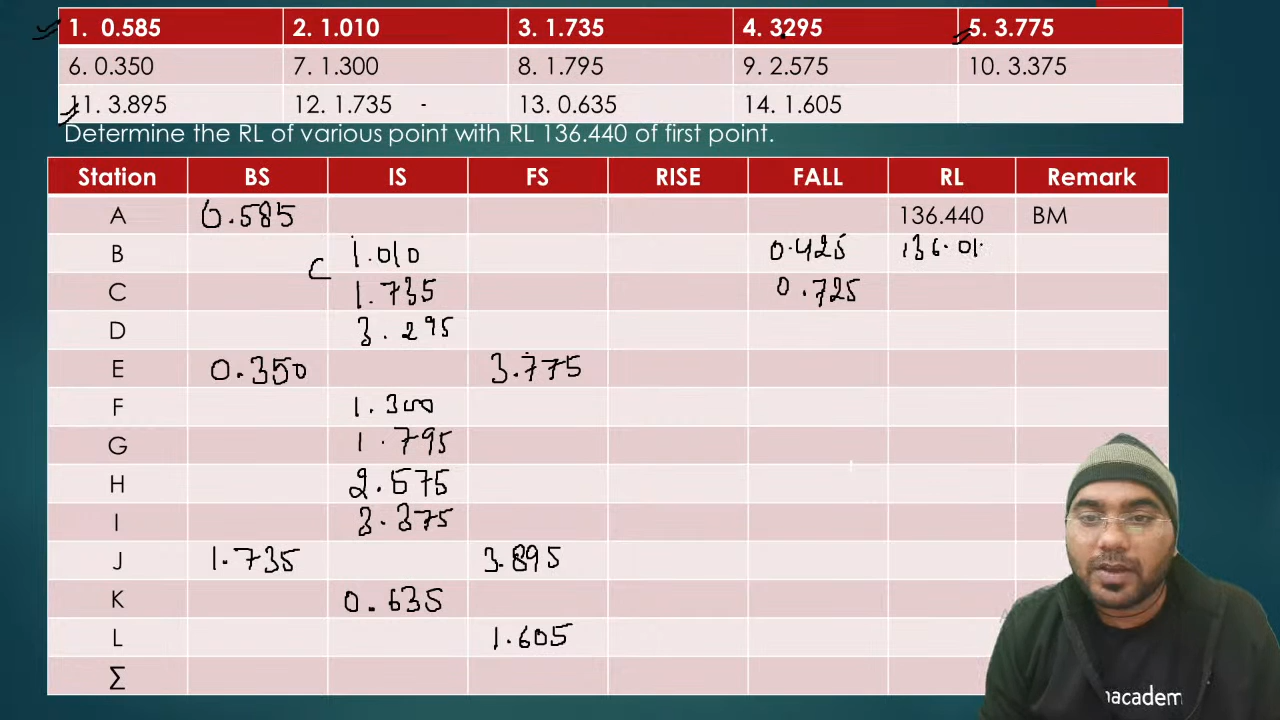 1. 0.585 2. 1.010 3. 1.735 4. 3295 5. 3.775
6. 0.350 7. 1.300 8. 1.795 9. 2.575 10. 3.375
11. 3.895 12. 1.735 - 13. 0.635 14. 1.605
Determine the RL of various point with RL 136.440 of first point.
Station BS IS FS RISE FALL RL Remark
A 0.585 136.440 BM
B 1.010 0.425 136.01
C 1.735 0.725
D 3.295
E 0.350 3.775
F 1.300
G 1.795
H 2.575
I 3.375
J 1.735 3.895
K 0.635
L 1.605
Σ
nacadem